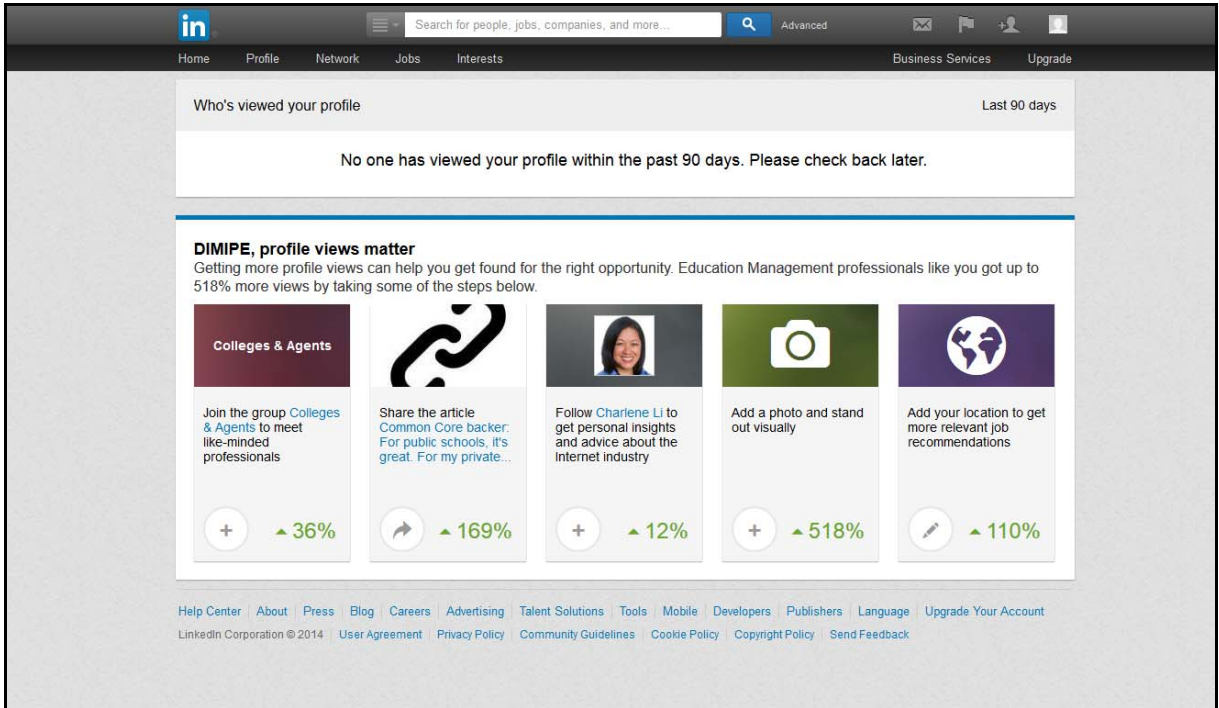 in
Search for people, jobs, companies, and more...
Advanced
Home Profile Network Jobs Interests Business Services Upgrade
Who's viewed your profile Last 90 days
No one has viewed your profile within the past 90 days. Please check back later.
DIMIPE, profile views matter
Getting more profile views can help you get found for the right opportunity. Education Management professionals like you got up to
518% more views by taking some of the steps below.
Colleges & Agents
Join the group Colleges
& Agents to meet
like-minded
professionals
36%
Share the article
Common Core backer:
For public schools, it's
great. For my private...
169%
Follow Charlene Li to
get personal insights
and advice about the
Internet industry
12%
Add a photo and stand
out visually
518%
Add your location to get
more relevant job
recommendations
110%
Help Center About Press Blog Careers Advertising Talent Solutions Tools Mobile Developers Publishers Language Upgrade Your Account
LinkedIn Corporation © 2014 User Agreement Privacy Policy Community Guidelines Cookie Policy Copyright Policy Send Feedback